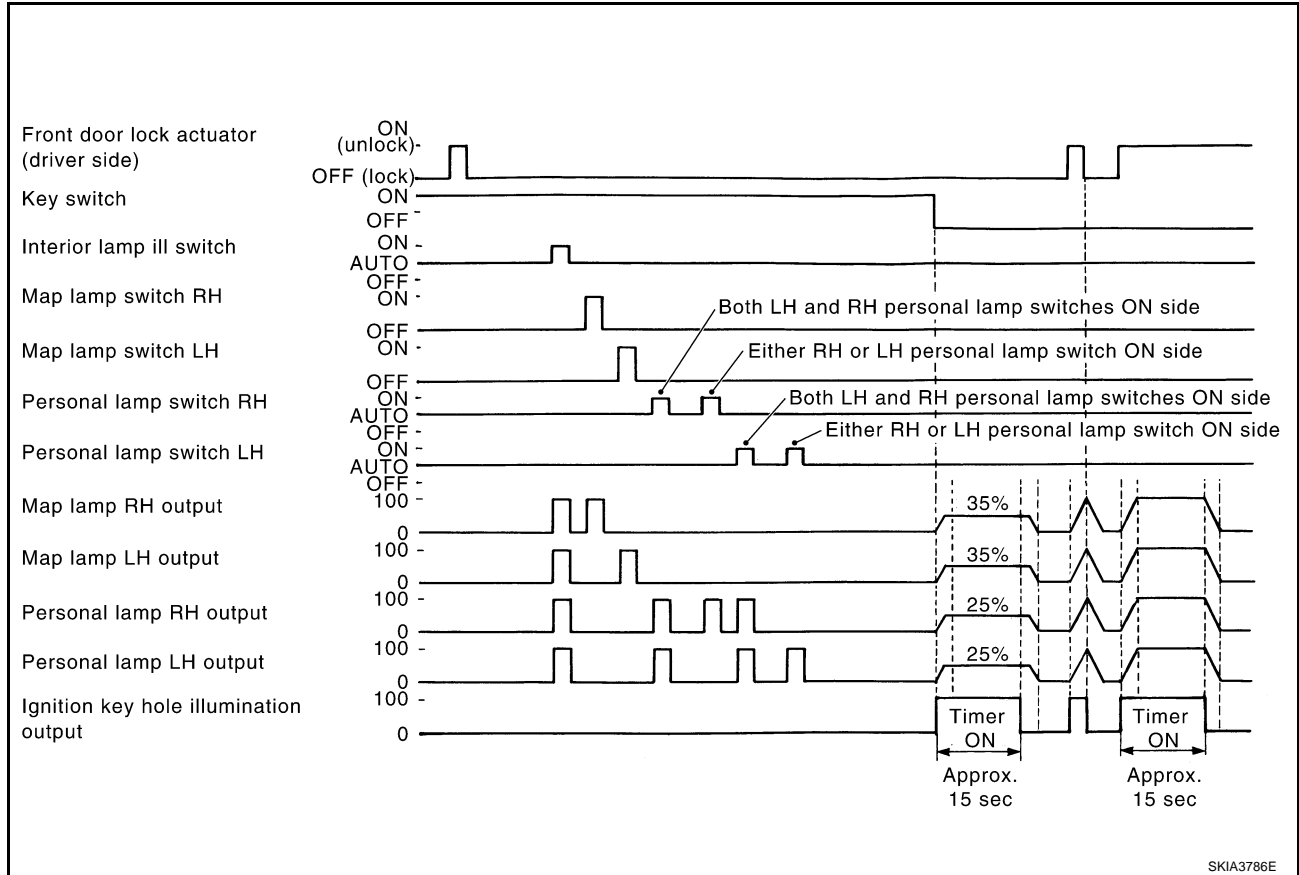 Front door lock actuator
(driver side)
ON
(unlock)
OFF (lock)
Key switch
ON
OFF
Interior lamp ill switch
ON
AUTO
OFF
Map lamp switch RH
ON
OFF
Both LH and RH personal lamp switches ON side
Map lamp switch LH
ON
OFF
Either RH or LH personal lamp switch ON side
Personal lamp switch RH
ON
AUTO
OFF
Both LH and RH personal lamp switches ON side
Personal lamp switch LH
ON
AUTO
OFF
Either RH or LH personal lamp switch ON side
Map lamp RH output
100
0
35%
Map lamp LH output
100
0
35%
Personal lamp RH output
100
0
25%
Personal lamp LH output
100
0
25%
Ignition key hole illumination
output
100
0
Timer
ON
Timer
ON
Approx.
15 sec
Approx.
15 sec
SKIA3786E